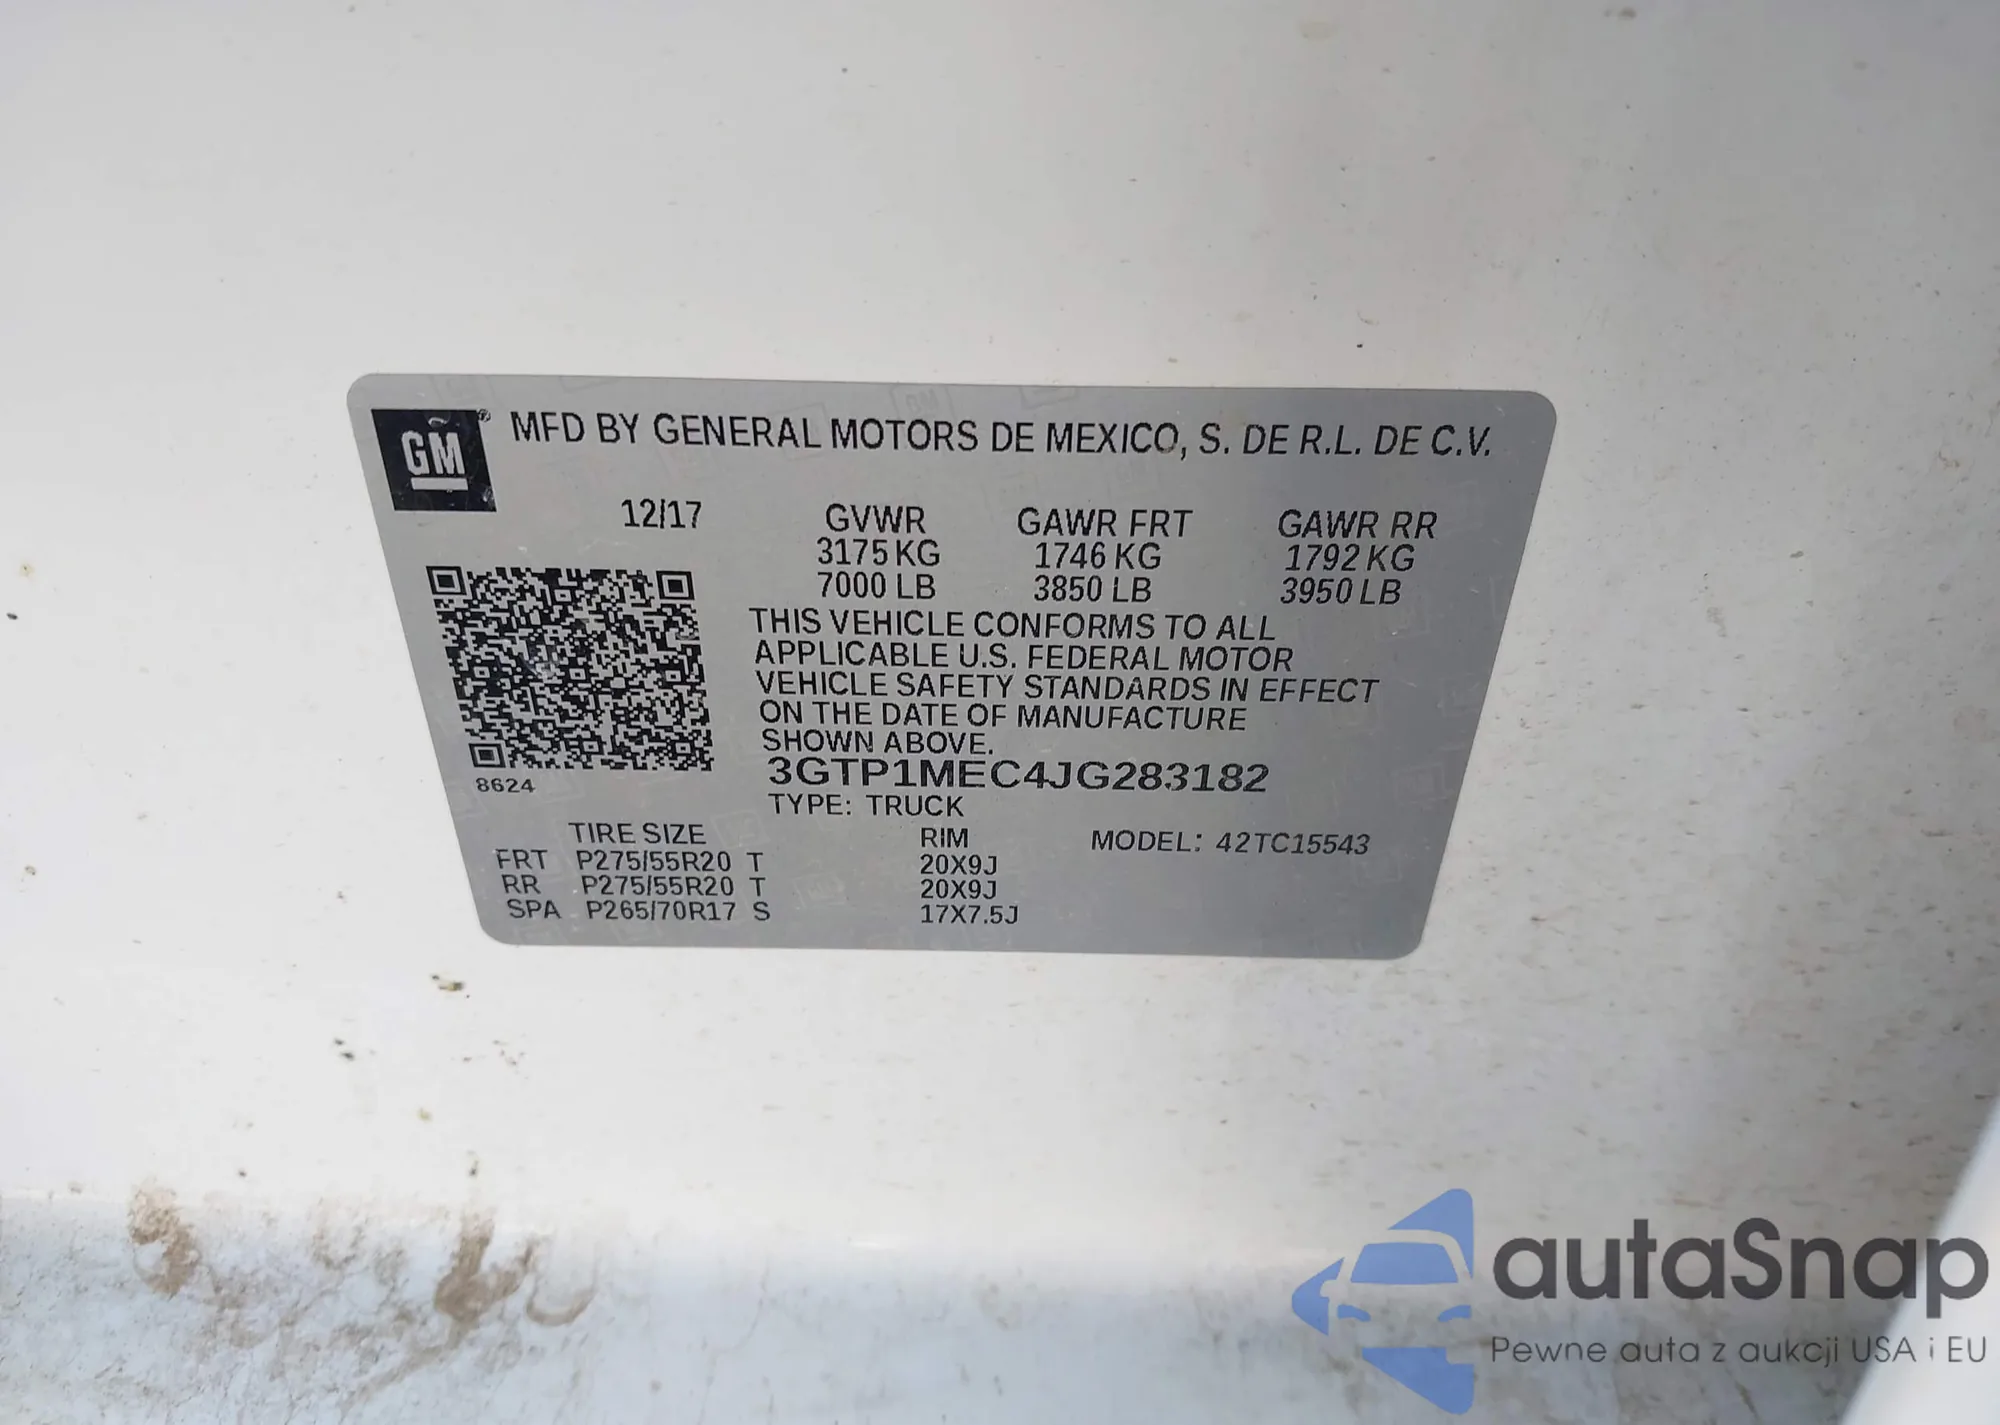 GM ® MFD BY GENERAL MOTORS DE MEXICO, S. DE R.L. DE C.V.
12/17 GVWR GAWR FRT GAWR RR
3175 KG 1746 KG 1792 KG
7000 LB 3850 LB 3950 LB
THIS VEHICLE CONFORMS TO ALL
APPLICABLE U.S. FEDERAL MOTOR
VEHICLE SAFETY STANDARDS IN EFFECT
ON THE DATE OF MANUFACTURE
SHOWN ABOVE.
8624
3GTP1MEC4JG283182
TYPE: TRUCK
TIRE SIZE RIM MODEL: 42TC15543
FRT P275/55R20 T 20X9J
RR P275/55R20 T 20X9J
SPA P265/70R17 S 17X7.5J
autaSnap
Pewne auta z aukcji USA i EU